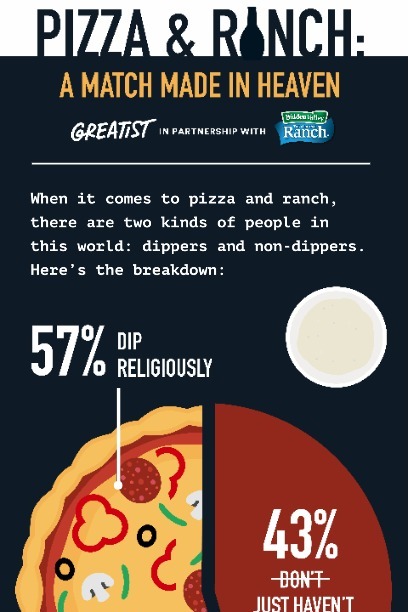 PIZZA & RANCH:
A MATCH MADE IN HEAVEN
GREATIST IN PARTNERSHIP WITH Hidden Valley Ranch
When it comes to pizza and ranch,
there are two kinds of people in
this world: dippers and non-dippers.
Here's the breakdown:
57% DIP
RELIGIOUSLY
43%
DON'T
JUST HAVEN'T